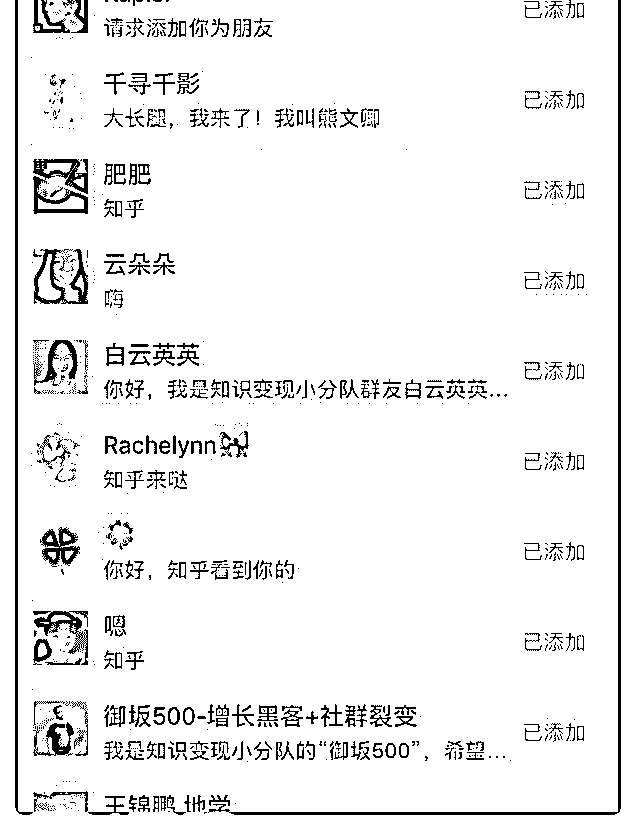 已添加
请求添加你为朋友
千寻千影
已添加
大长腿，我来了！我叫熊文卿
肥肥
已添加
知乎
云朵朵
已添加
嗨
白云英英
已添加
你好，我是知识变现小分队群友白云英英...
Rachelynn
已添加
知乎来哒
已添加
你好，知乎看到你的
嗯
已添加
知乎
御坂500-增长黑客+社群裂变
已添加
我是知识变现小分队的“御坂500”，希望...
王锦鹏 地学